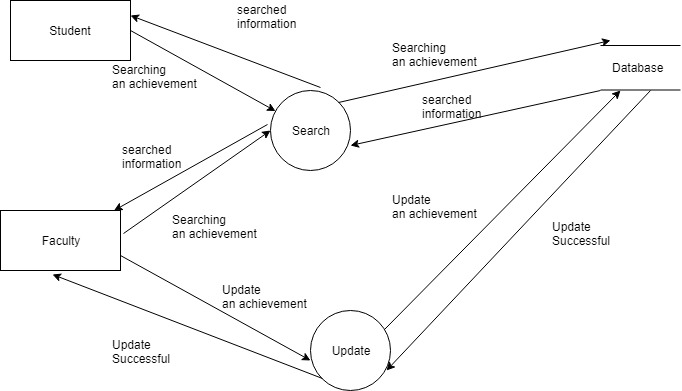 searched
information
Student
Searching
an achievement
Searching
an achievement
Database
searched
information
Search
searched
information
Update
an achievement
Searching
an achievement
Update
Successful
Faculty
Update
an achievement
Update
Successful
Update